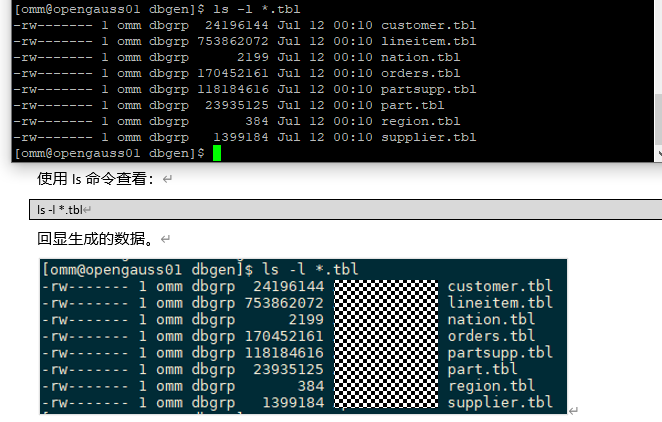 [omm@opengauss01 dbgen]$ ls -l *.tbl
-rw------- 1 omm dbgrp  24196144 Jul 12 00:10 customer.tbl
-rw------- 1 omm dbgrp 753862072 Jul 12 00:10 lineitem.tbl
-rw------- 1 omm dbgrp      2199 Jul 12 00:10 nation.tbl
-rw------- 1 omm dbgrp 170452161 Jul 12 00:10 orders.tbl
-rw------- 1 omm dbgrp 118184616 Jul 12 00:10 partsupp.tbl
-rw------- 1 omm dbgrp  23935125 Jul 12 00:10 part.tbl
-rw------- 1 omm dbgrp       384 Jul 12 00:10 region.tbl
-rw------- 1 omm dbgrp   1399184 Jul 12 00:10 supplier.tbl
[omm@opengauss01 dbgen]$
使用 ls 命令查看：
ls -l *.tbl
回显生成的数据。
[omm@opengauss01 dbgen]$ ls -l *.tbl
-rw------- 1 omm dbgrp  24196144 customer.tbl
-rw------- 1 omm dbgrp 753862072 lineitem.tbl
-rw------- 1 omm dbgrp      2199 nation.tbl
-rw------- 1 omm dbgrp 170452161 orders.tbl
-rw------- 1 omm dbgrp 118184616 partsupp.tbl
-rw------- 1 omm dbgrp  23935125 part.tbl
-rw------- 1 omm dbgrp       384 region.tbl
-rw------- 1 omm dbgrp   1399184 supplier.tbl